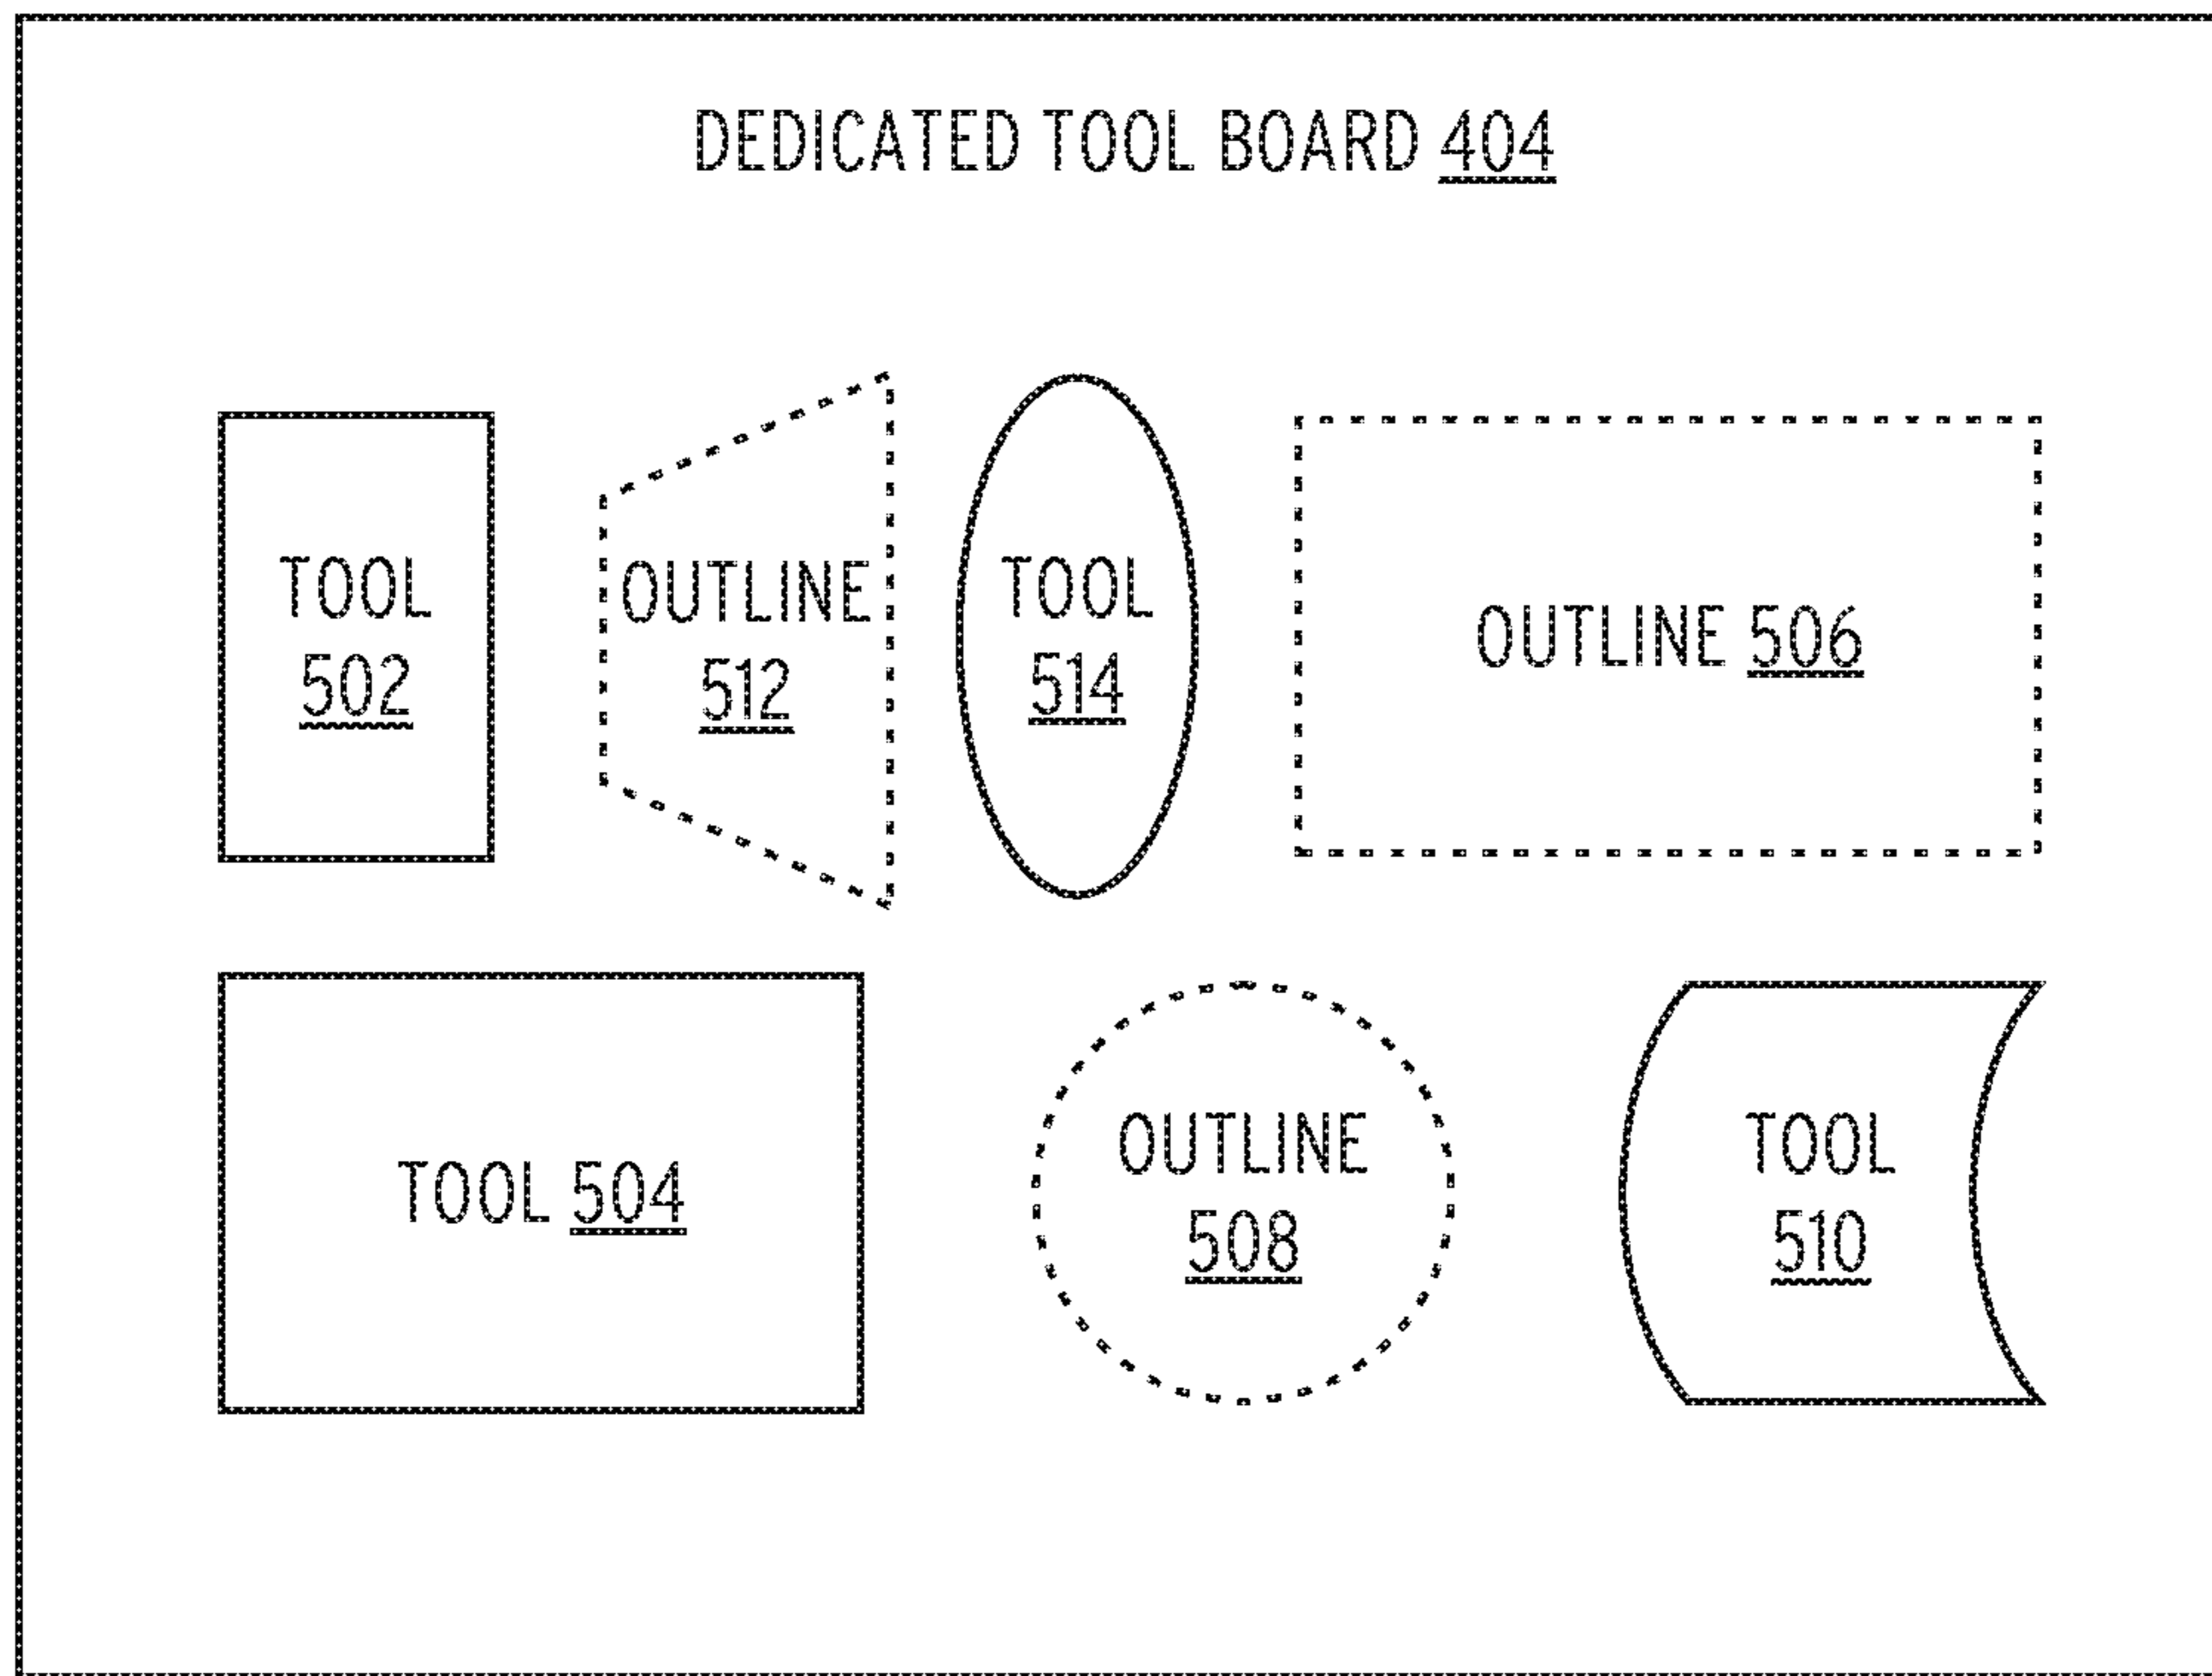 DEDICATED TOOL BOARD 404
TOOL
502
OUTLINE
512
TOOL
514
OUTLINE 506
TOOL 504
OUTLINE
508
TOOL
510